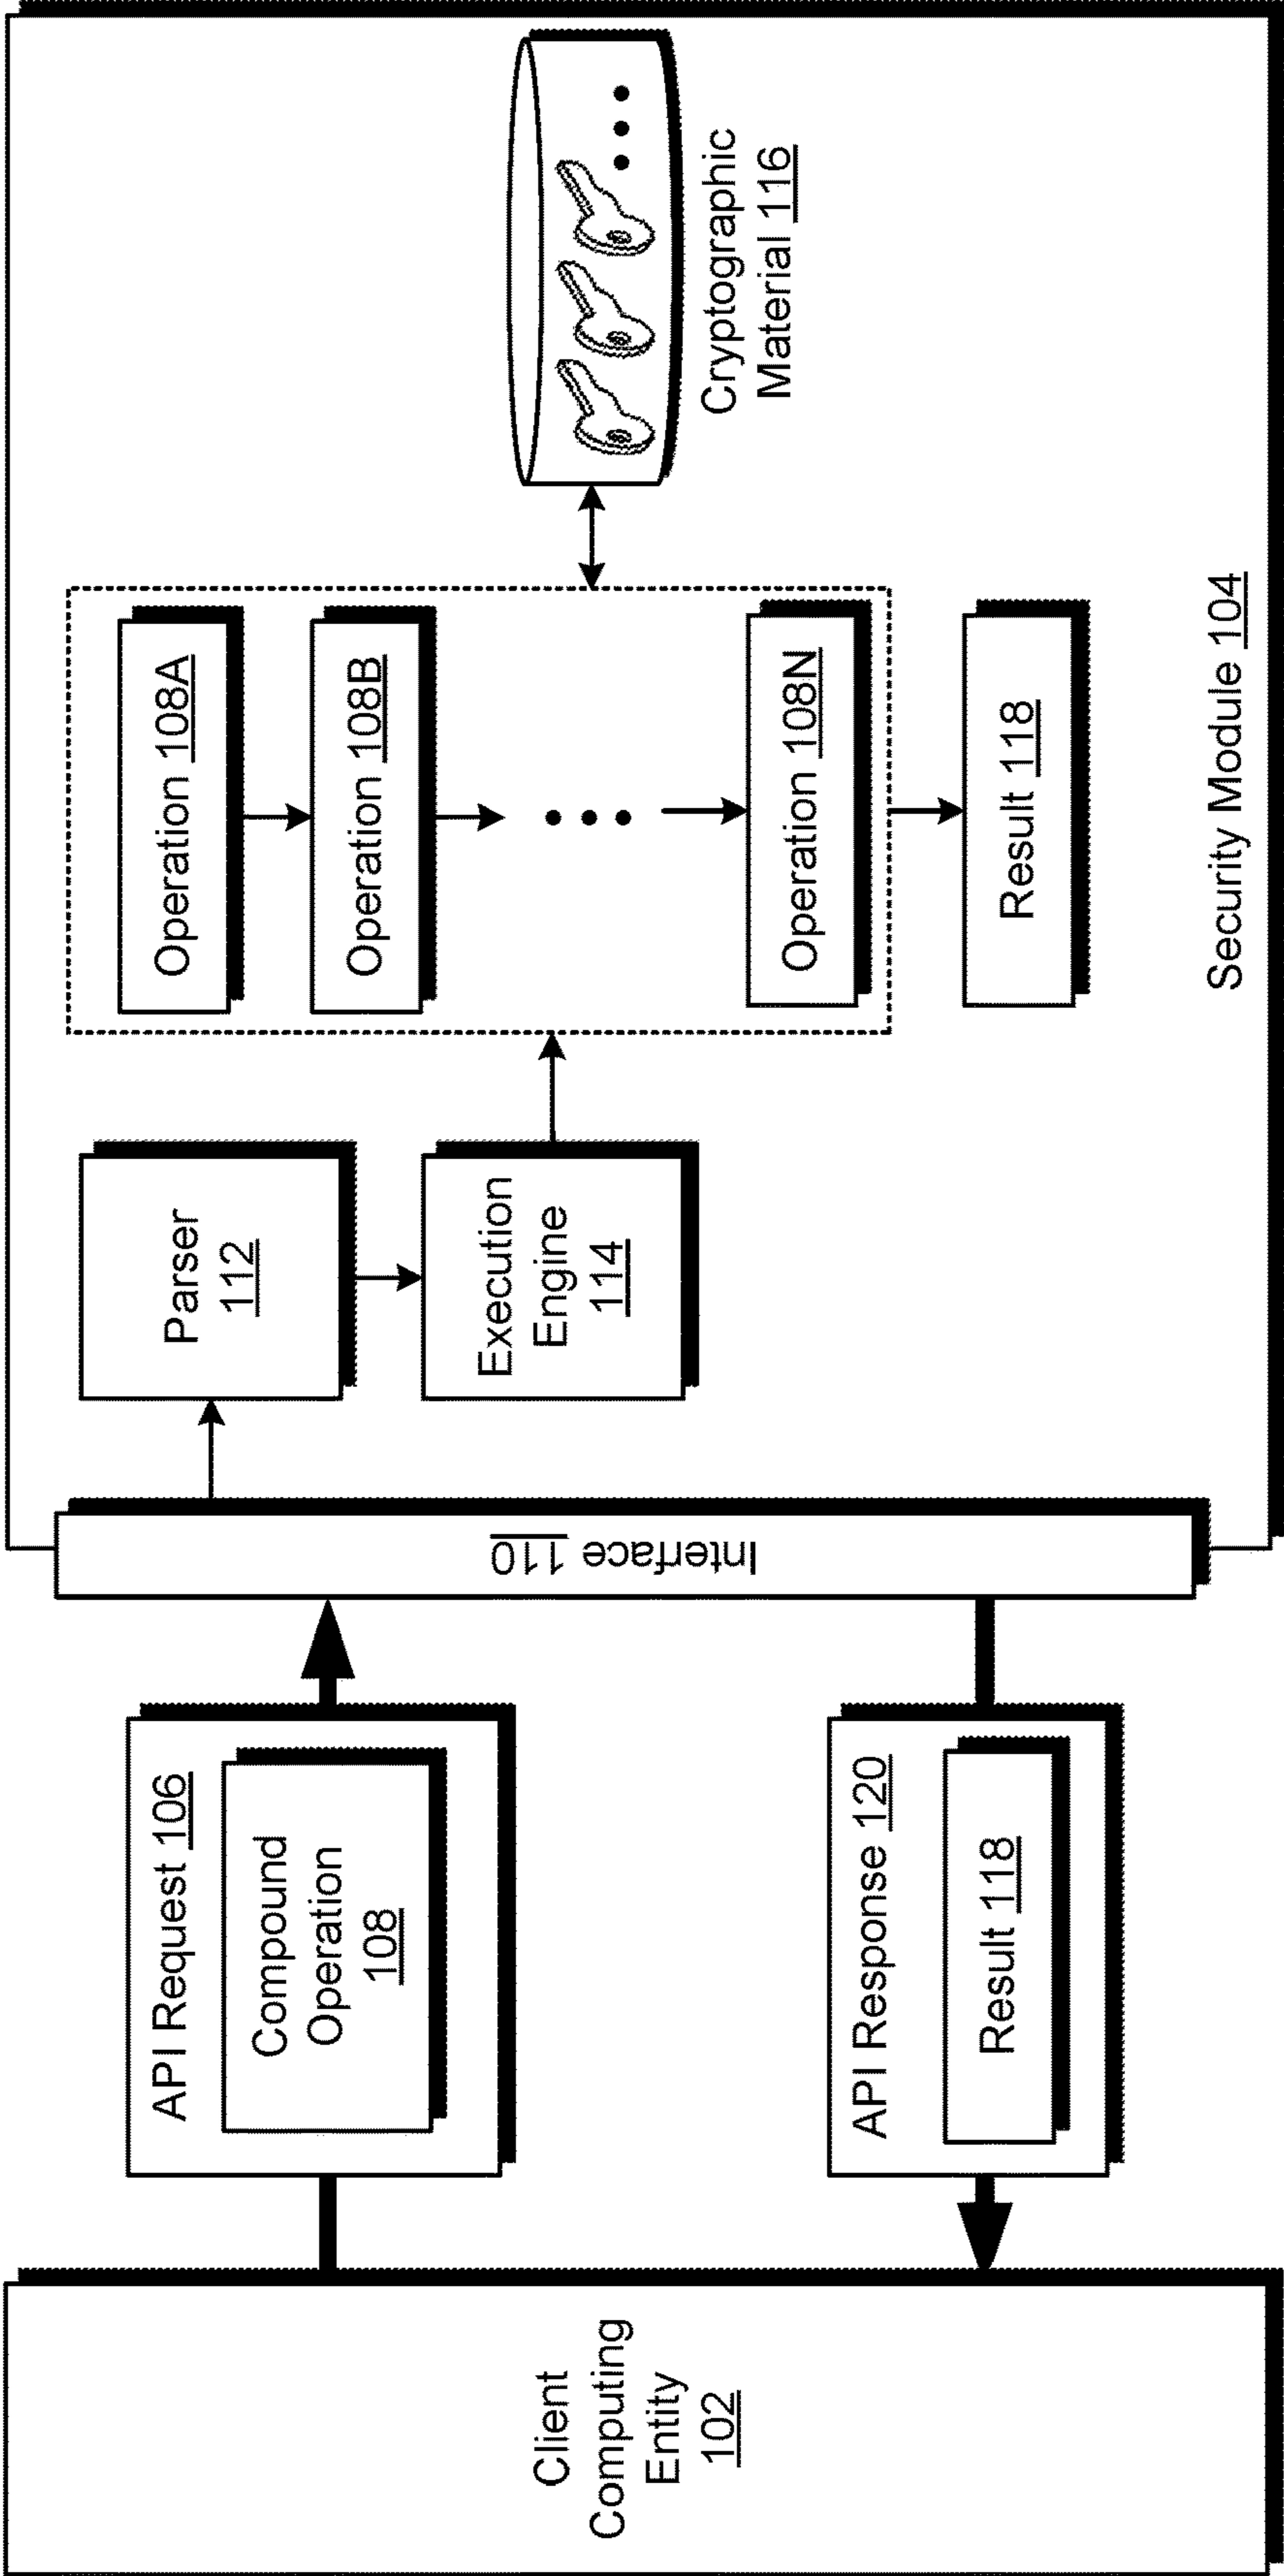 Client
Computing
Entity
102
API Request 106
Compound
Operation
108
API Response 120
Result 118
Interface 110
Parser
112
Execution
Engine
114
Operation 108A
Operation 108B
Operation 108N
Result 118
Cryptographic
Material 116
Security Module 104